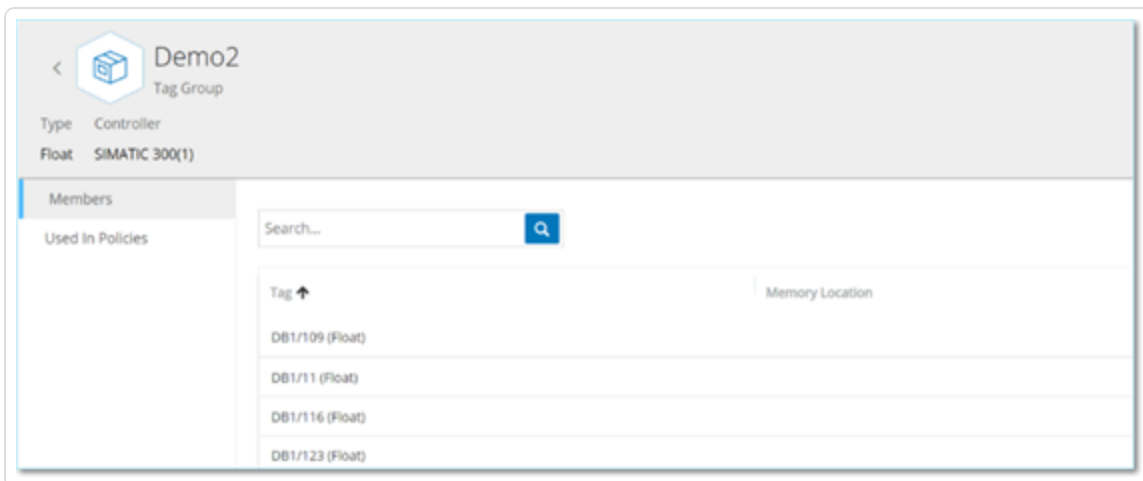 Demo2
Tag Group
Type Controller
Float SIMATIC 300(1)
Members
Used In Policies
Search...
Tag Memory Location
DB1/109 (Float)
DB1/11 (Float)
DB1/116 (Float)
DB1/123 (Float)